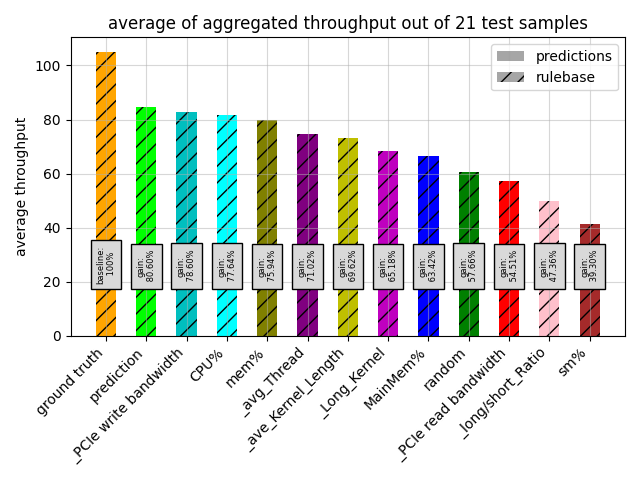 average of aggregated throughput out of 21 test samples
predictions
rulebase
average throughput
100
80
60
40
20
0
baseline:
100%
gain:
80.60%
gain:
78.60%
gain:
77.64%
gain:
75.94%
gain:
71.02%
gain:
69.62%
gain:
65.18%
gain:
63.42%
gain:
57.66%
gain:
54.51%
gain:
47.36%
gain:
39.30%
ground truth
prediction
_PCIe write bandwidth
CPU%
mem%
_avg_Thread
_ave_Kernel_Length
_Long_Kernel
MainMem%
random
_PCIe read bandwidth
_long/short_Ratio
sm%